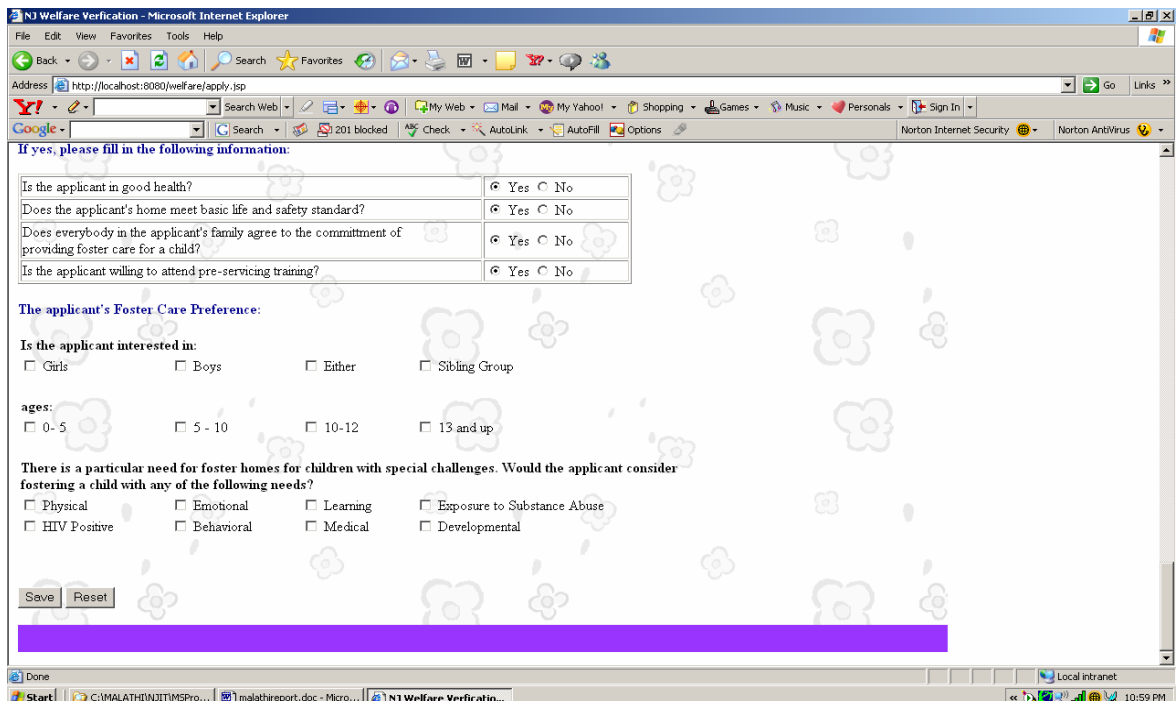 NJ Welfare Verfication - Microsoft Internet Explorer
File Edit View Favorites Tools Help
Back Search Favorites
Address http://localhost:8080/welfare/apply.jsp Go Links
Y! Search Web My Web Mail My Yahoo! Shopping Games Music Personals Sign In
Google Search 201 blocked ABC Check AutoLink AutoFill Options Norton Internet Security Norton AntiVirus
If yes, please fill in the following information:
Is the applicant in good health? Yes No
Does the applicant's home meet basic life and safety standard? Yes No
Does everybody in the applicant's family agree to the committment of
providing foster care for a child? Yes No
Is the applicant willing to attend pre-servicing training? Yes No
The applicant's Foster Care Preference:
Is the applicant interested in:
Girls Boys Either Sibling Group
ages:
0- 5 5 - 10 10-12 13 and up
There is a particular need for foster homes for children with special challenges. Would the applicant consider
fostering a child with any of the following needs?
Physical Emotional Learning Exposure to Substance Abuse
HIV Positive Behavioral Medical Developmental
Save Reset
Done Local intranet
Start C:\MALATHI\NJIT\MSPro... malathireport.doc - Micro... NJ Welfare Verficatio... 10:59 PM